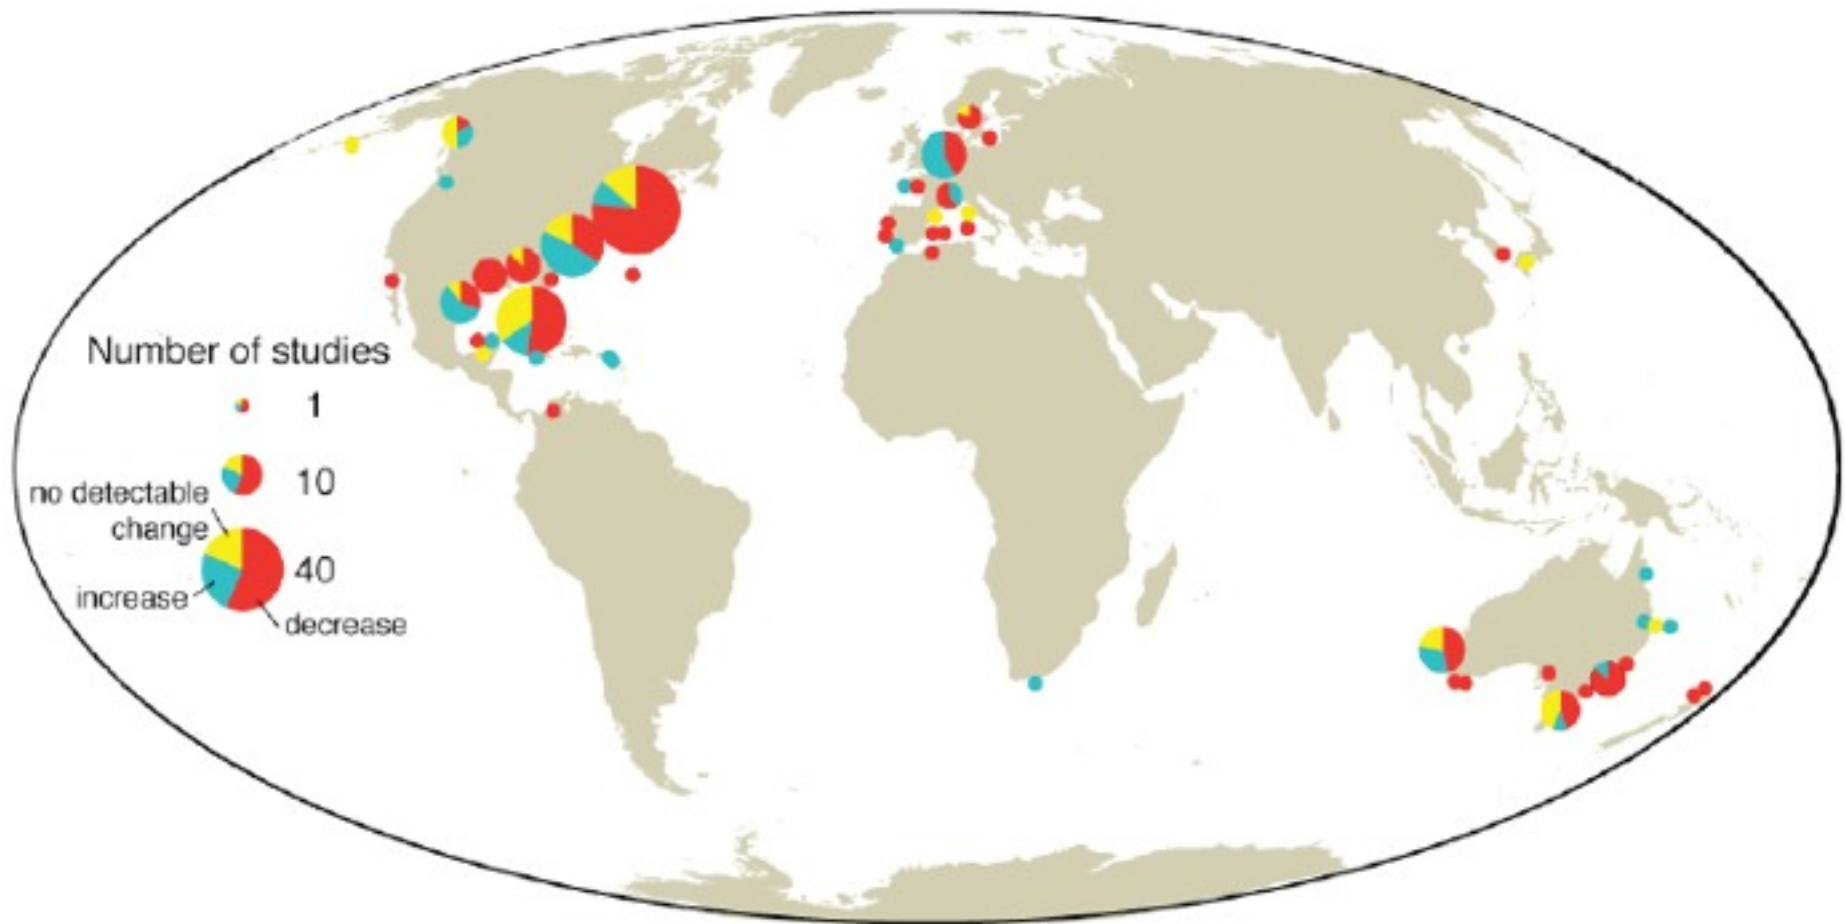 Number of studies
1
10
no detectable
change
40
increase
decrease